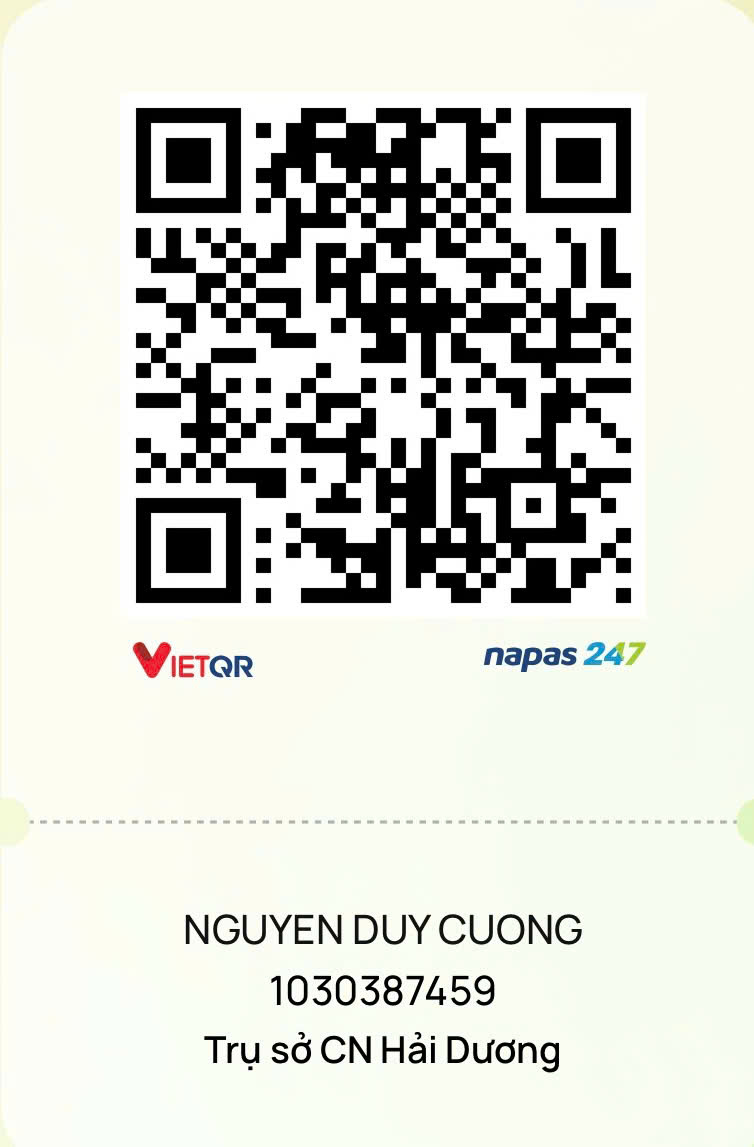 VIETQR
napas 247
NGUYEN DUY CUONG
1030387459
Trụ sở CN Hải Dương